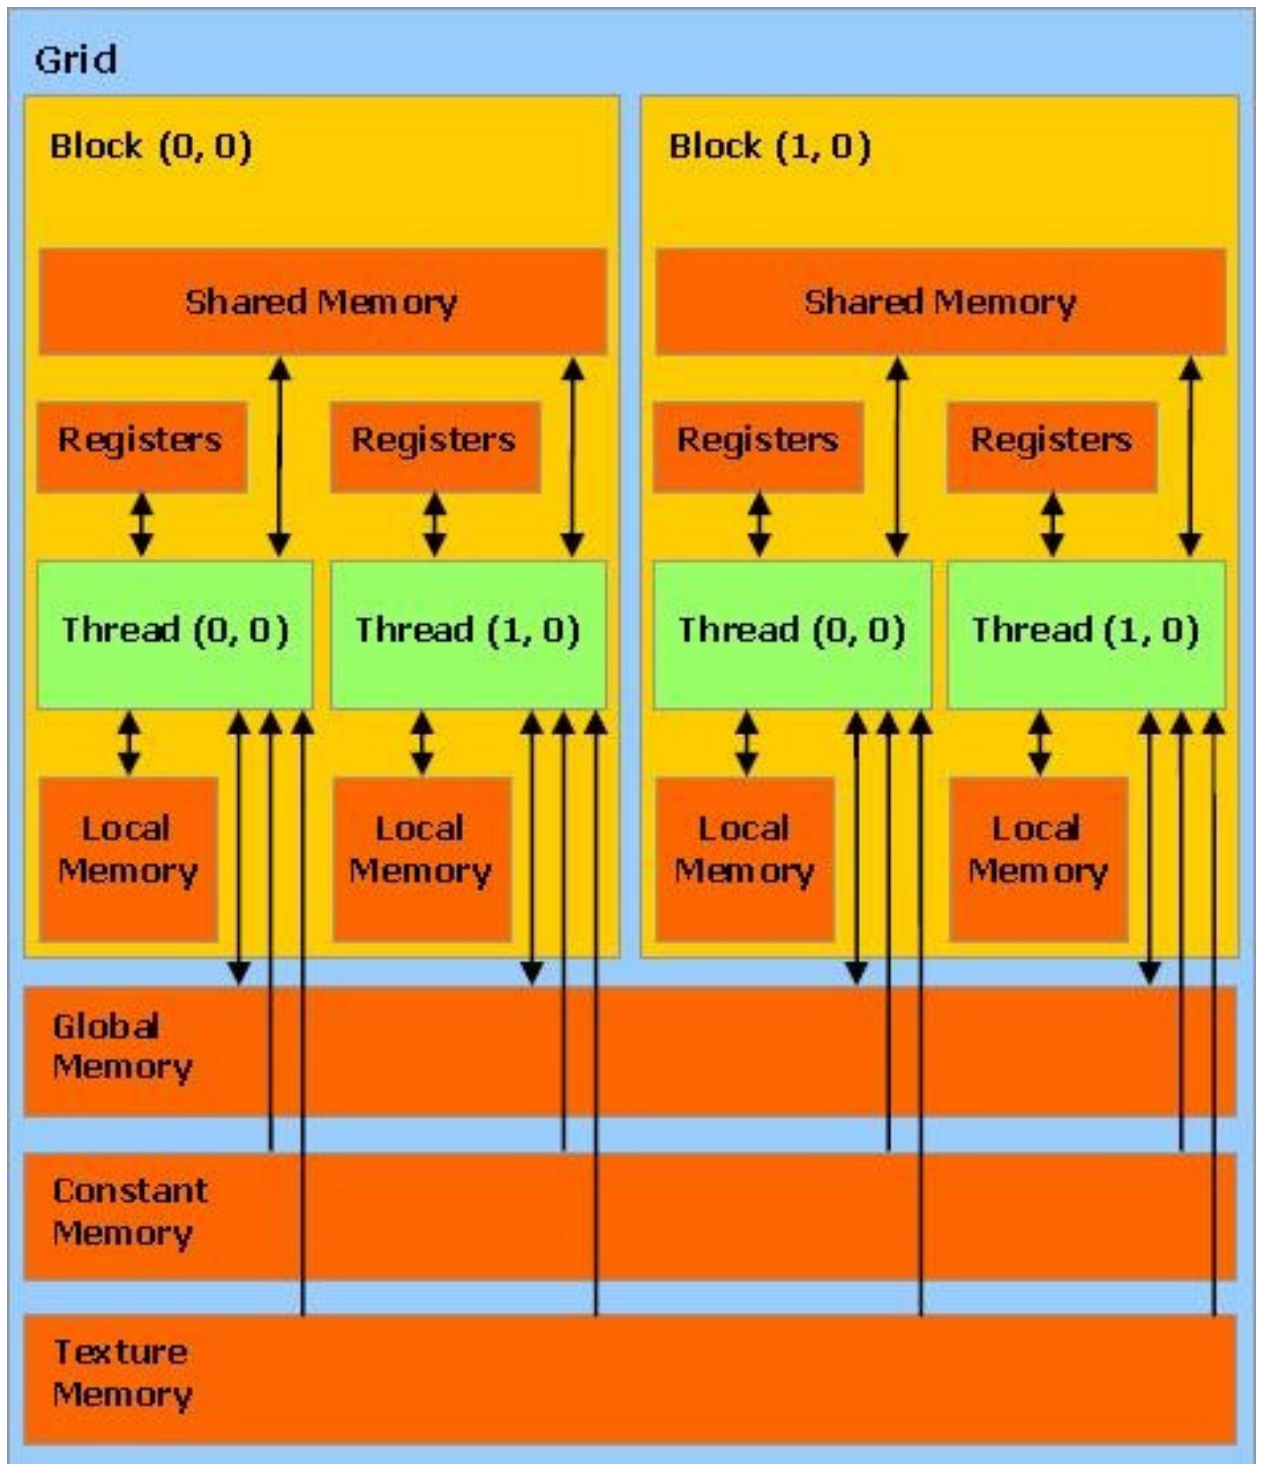 Grid
Block (0, 0)
Shared Memory
Registers
Registers
Thread (0, 0)
Thread (1, 0)
Local
Memory
Local
Memory
Block (1, 0)
Shared Memory
Registers
Registers
Thread (0, 0)
Thread (1, 0)
Local
Memory
Local
Memory
Global
Memory
Constant
Memory
Texture
Memory